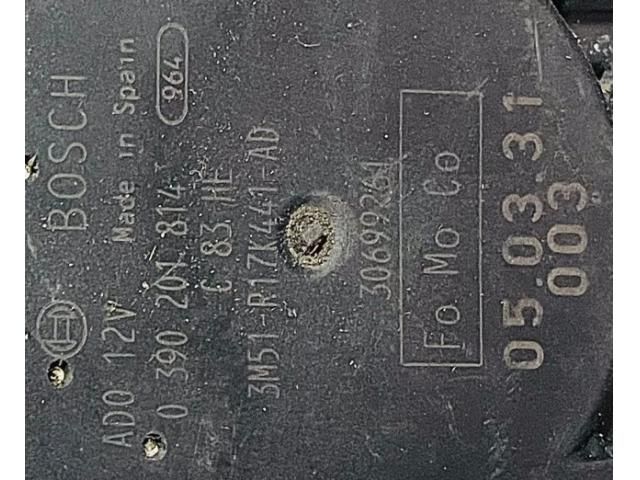 BOSCH
964
AD0 12V Made in Spain
0 390 201 814
C 83 HE
3M51-R17K441-AD
30699261
Fo Mo Co
05.03.31
003